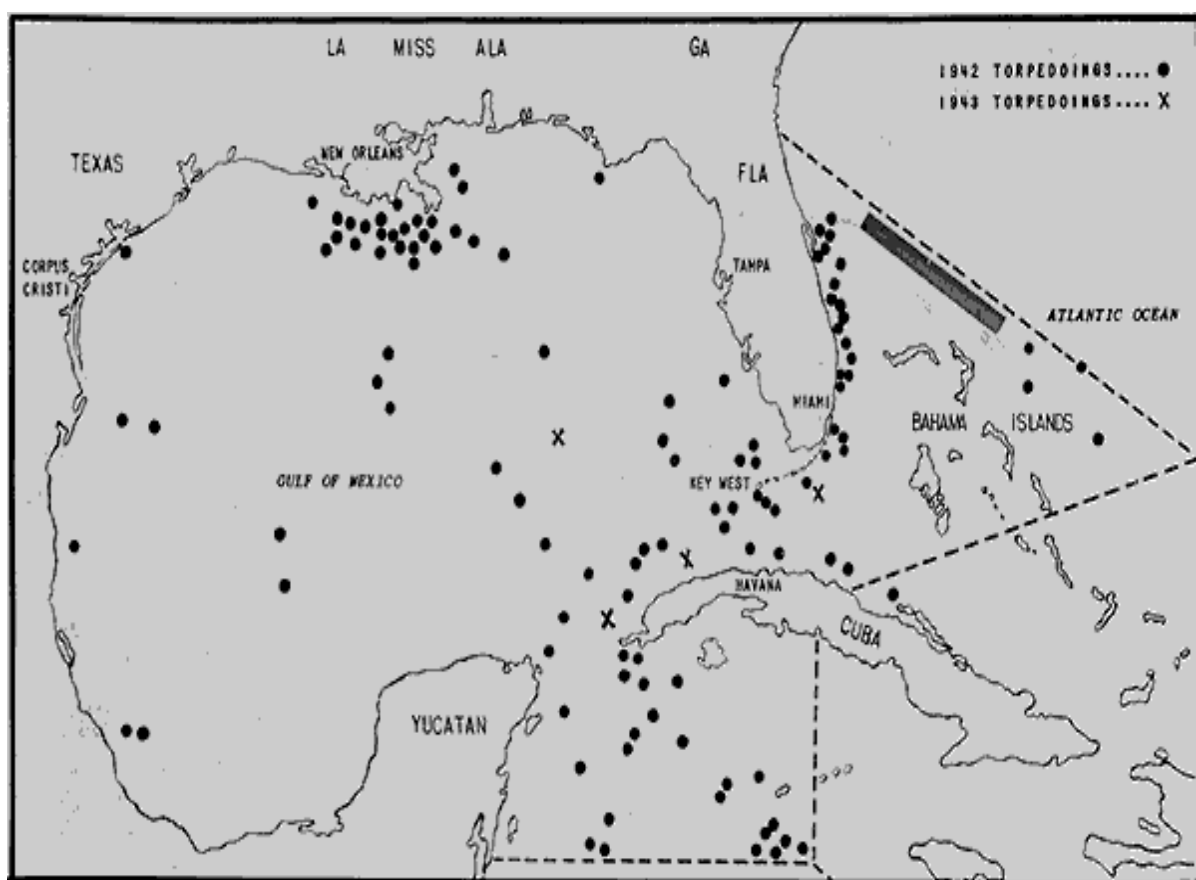 LA MISS ALA GA
1942 TORPEDOINGS.... ●
1943 TORPEDOINGS.... X
TEXAS
NEW ORLEANS
FLA
CORPUS
CRISTI
TAMPA
ATLANTIC OCEAN
MIAMI
BAHAMA ISLANDS
GULF OF MEXICO
KEY WEST
HAVANA
CUBA
YUCATAN